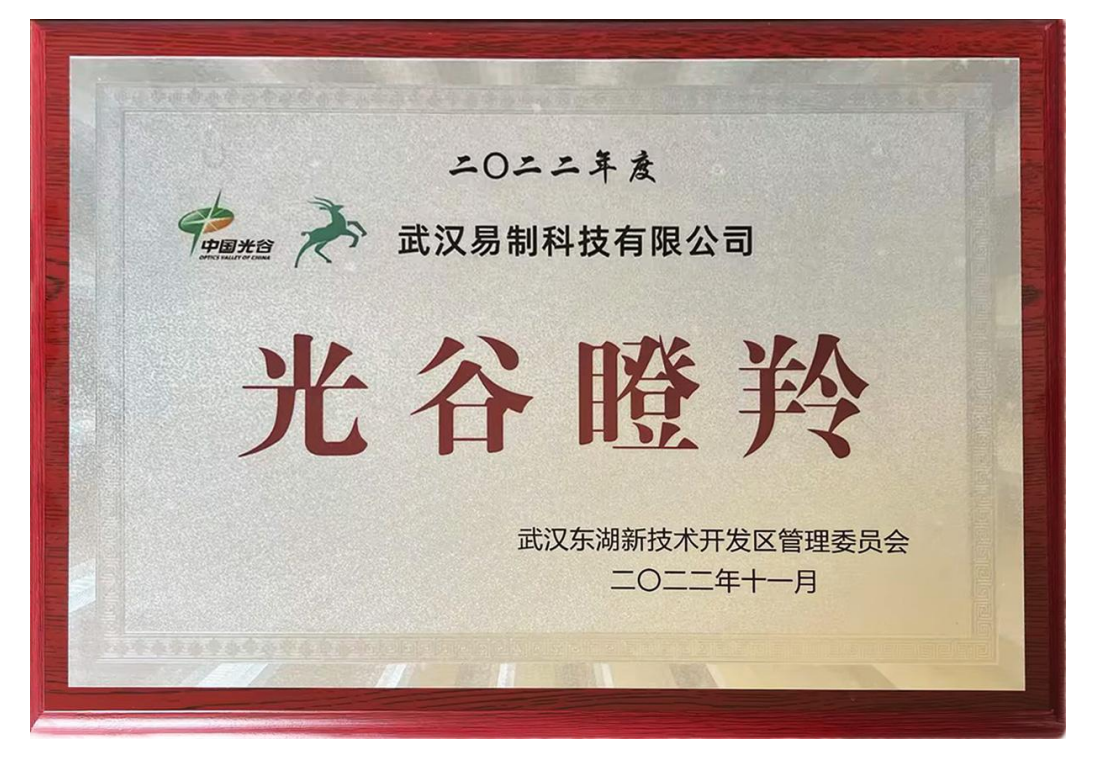 二〇二二年度
中国光谷
OPTICS VALLEY OF CHINA
武汉易制科技有限公司
光谷瞪羚
武汉东湖新技术开发区管理委员会
二〇二二年十一月